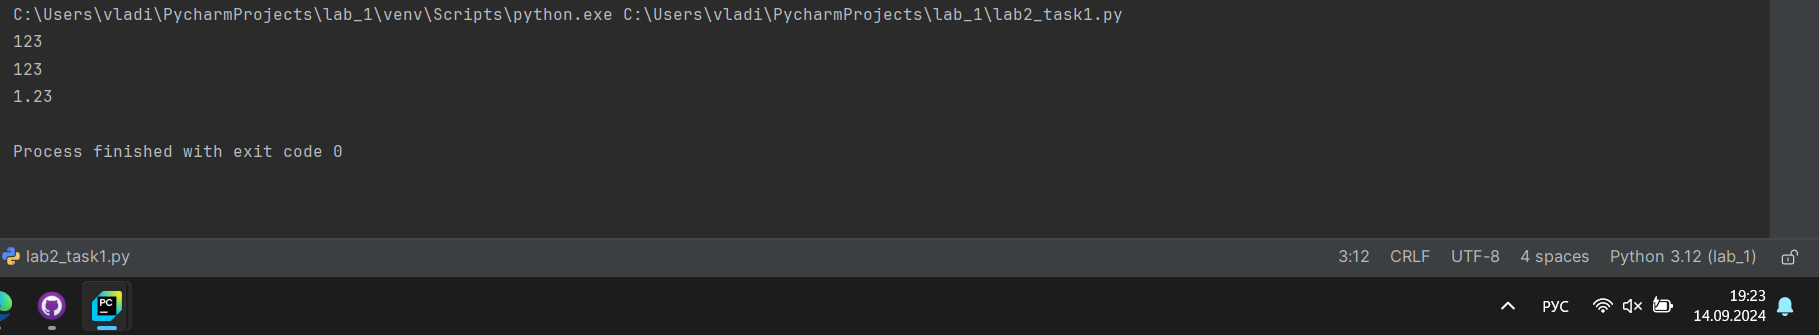 C:\Users\vladi\PycharmProjects\lab_1\venv\Scripts\python.exe C:\Users\vladi\PycharmProjects\lab_1\lab2_task1.py
123
123
1.23
Process finished with exit code 0
lab2_task1.py 3:12 CRLF UTF-8 4 spaces Python 3.12 (lab_1)
PC РУС 19:23
14.09.2024